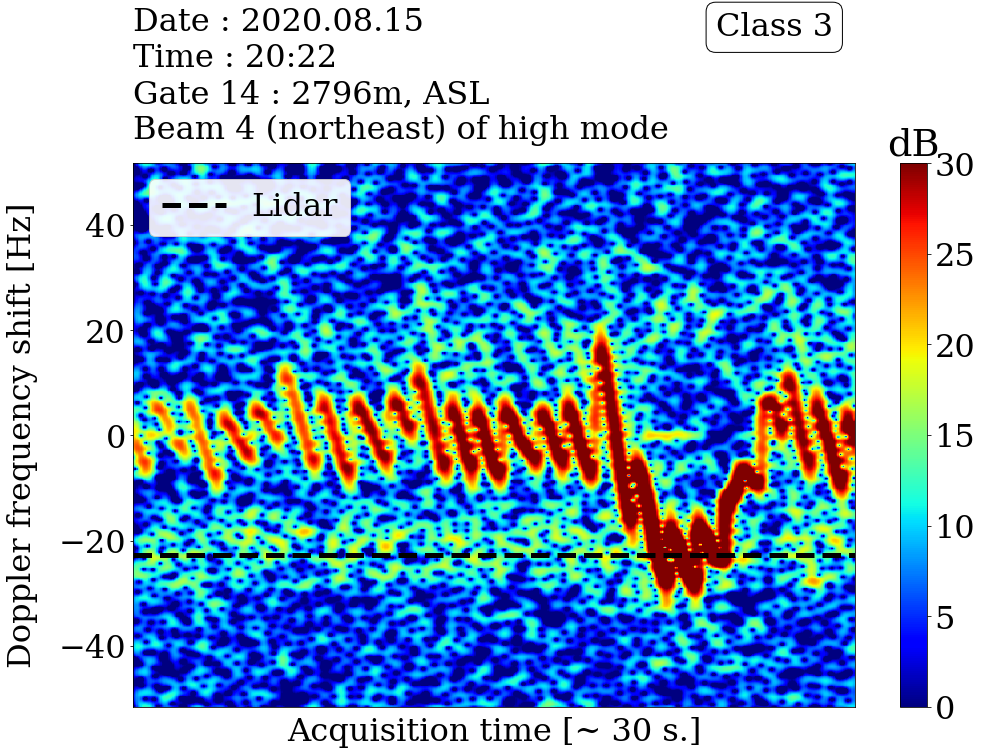 Date : 2020.08.15
Time : 20:22
Gate 14 : 2796m, ASL
Beam 4 (northeast) of high mode
Class 3
dB
Lidar
Doppler frequency shift [Hz]
40
20
0
−20
−40
Acquisition time [~ 30 s.]
30
25
20
15
10
5
0